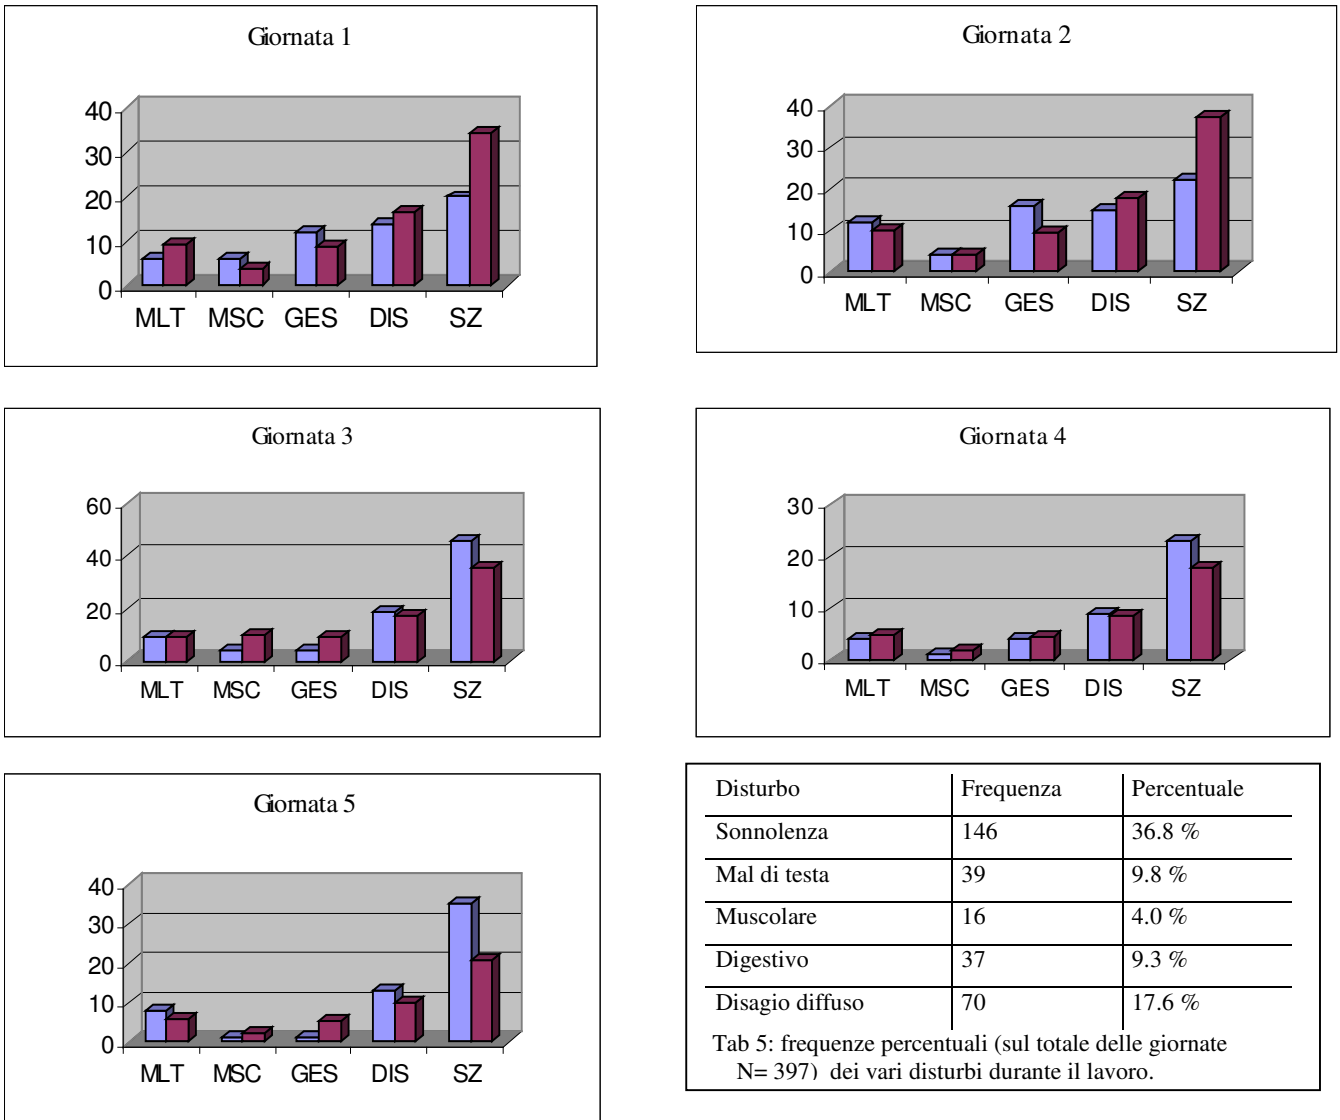 Giornata 1
40
30
20
10
0
MLT MSC GES DIS SZ
Giornata 2
40
30
20
10
0
MLT MSC GES DIS SZ
Giornata 3
60
40
20
0
MLT MSC GES DIS SZ
Giornata 4
30
20
10
0
MLT MSC GES DIS SZ
Giornata 5
40
30
20
10
0
MLT MSC GES DIS SZ
Disturbo Frequenza Percentuale
Sonnolenza 146 36.8 %
Mal di testa 39 9.8 %
Muscolare 16 4.0 %
Digestivo 37 9.3 %
Disagio diffuso 70 17.6 %
Tab 5: frequenze percentuali (sul totale delle giornate
N= 397) dei vari disturbi durante il lavoro.